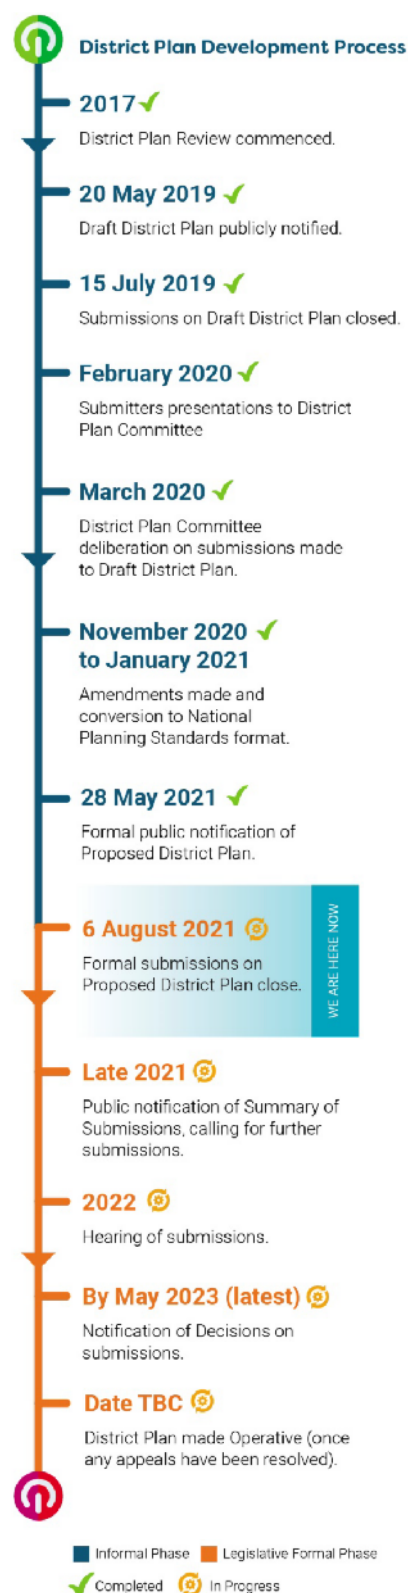 District Plan Development Process
2017
District Plan Review commenced.
20 May 2019
Draft District Plan publicly notified.
15 July 2019
Submissions on Draft District Plan closed.
February 2020
Submitters presentations to District
Plan Committee
March 2020
District Plan Committee
deliberation on submissions made
to Draft District Plan.
November 2020
to January 2021
Amendments made and
conversion to National
Planning Standards format.
28 May 2021
Formal public notification of
Proposed District Plan.
6 August 2021
Formal submissions on
Proposed District Plan close.
WE ARE HERE NOW
Late 2021
Public notification of Summary of
Submissions, calling for further
submissions.
2022
Hearing of submissions.
By May 2023 (latest)
Notification of Decisions on
submissions.
Date TBC
District Plan made Operative (once
any appeals have been resolved).
Informal Phase Legislative Formal Phase
Completed In Progress